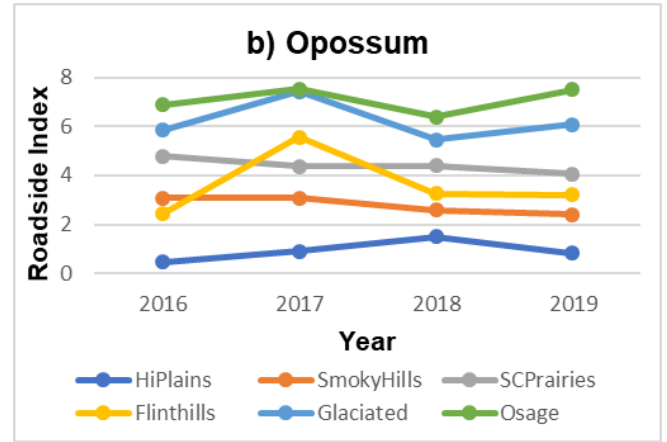 b) Opossum
8
6
4
2
0
Roadside Index
2016 2017 2018 2019
Year
HiPlains SmokyHills SCPrairies
Flinthills Glaciated Osage